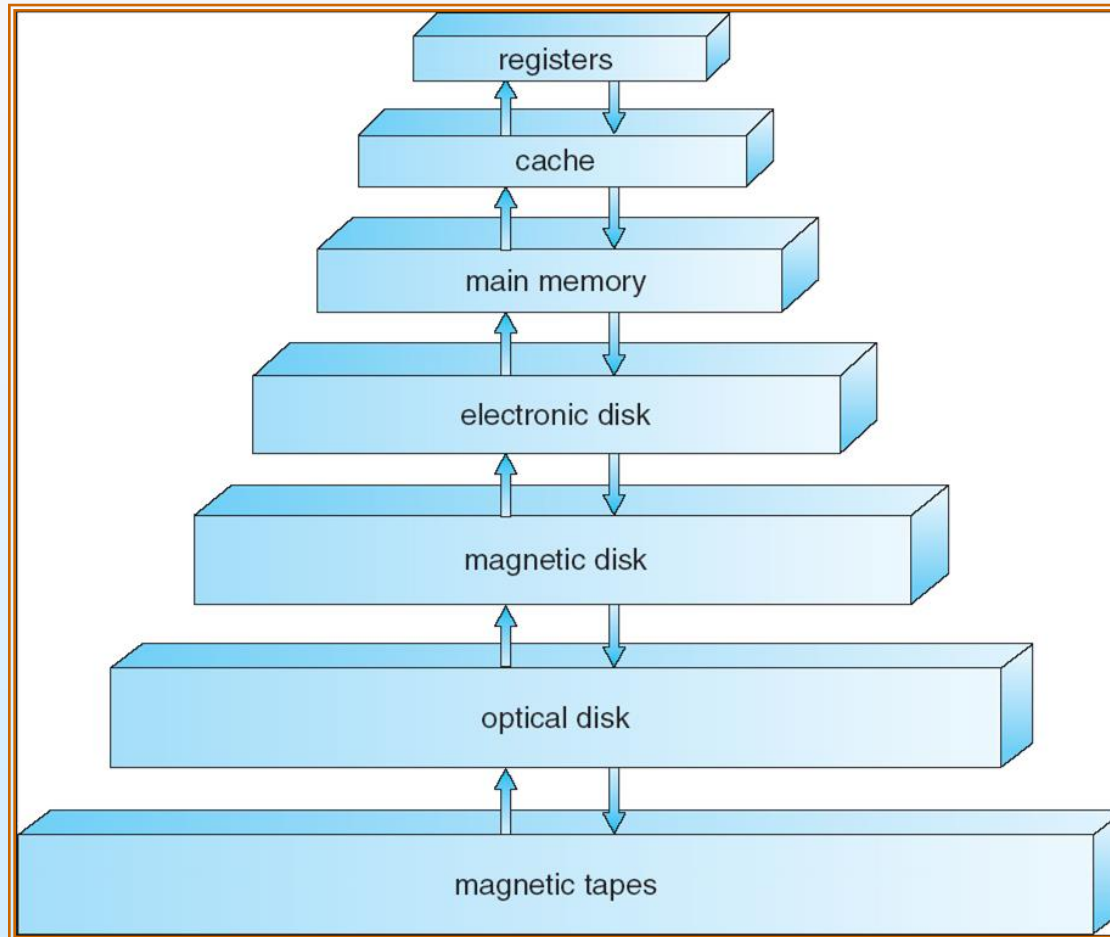 registers
cache
main memory
electronic disk
magnetic disk
optical disk
magnetic tapes